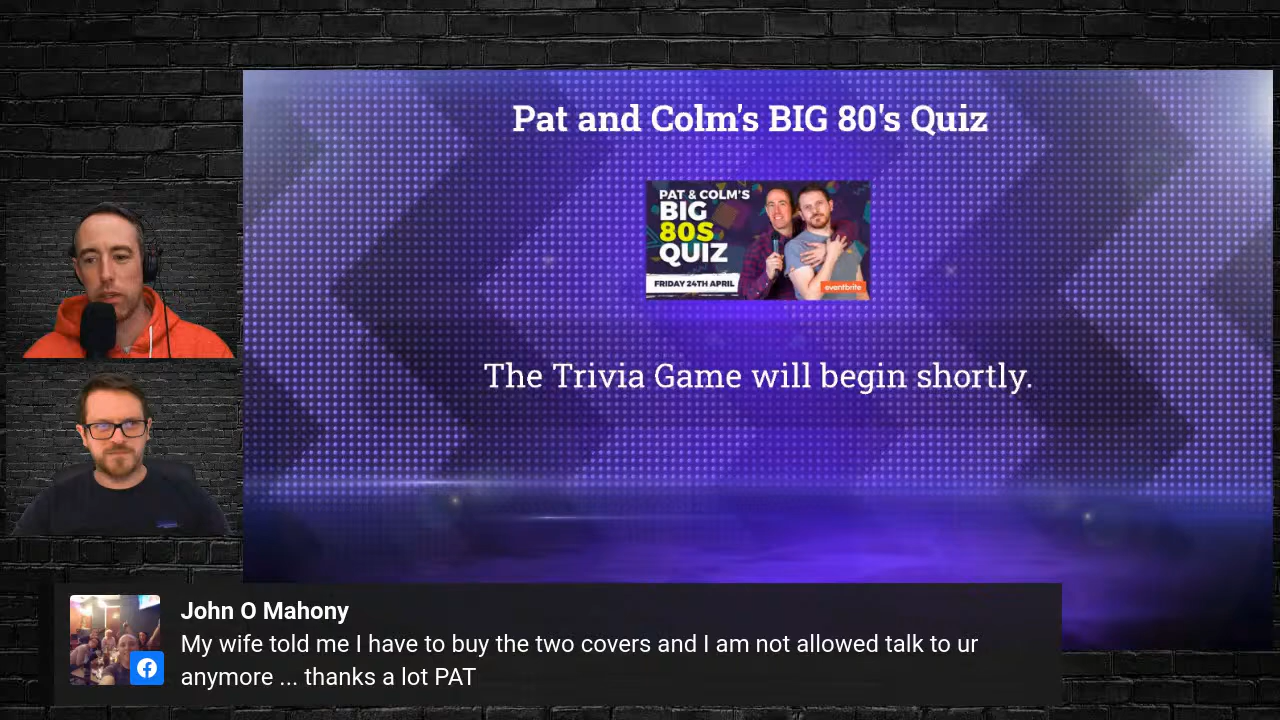 Pat and Colm's BIG 80's Quiz
PAT & COLM'S
BIG
80S
QUIZ
FRIDAY 24TH APRIL
eventbrite
The Trivia Game will begin shortly.
John O Mahony
My wife told me I have to buy the two covers and I am not allowed talk to ur
anymore ... thanks a lot PAT